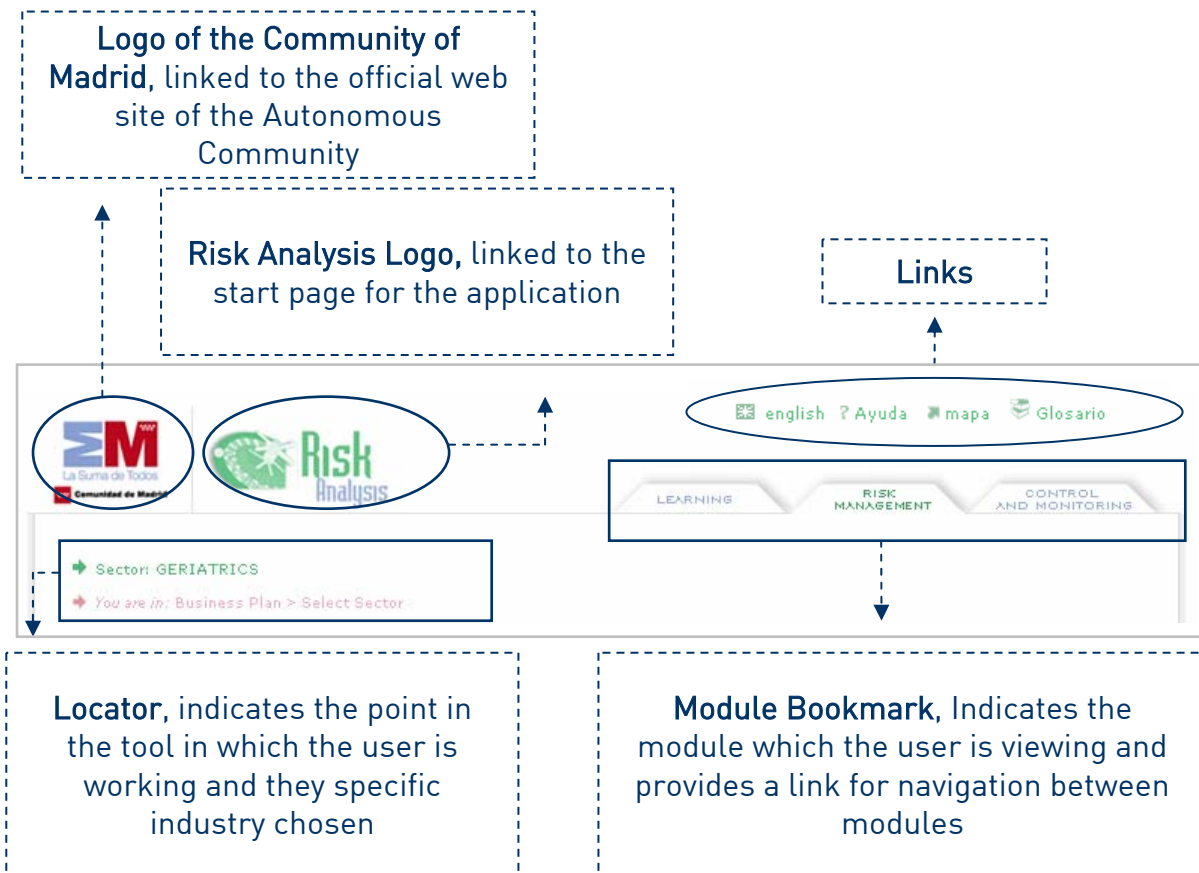 Logo of the Community of
Madrid, linked to the official web
site of the Autonomous
Community
Risk Analysis Logo, linked to the
start page for the application
Links
english ? Ayuda mapa Glosario
EM
La Suma de Todos
Comunidad de Madrid
Risk
Analysis
LEARNING
RISK
MANAGEMENT
CONTROL
AND MONITORING
Sector: GERIATRICS
You are in: Business Plan > Select Sector
Locator, indicates the point in
the tool in which the user is
working and they specific
industry chosen
Module Bookmark, Indicates the
module which the user is viewing and
provides a link for navigation between
modules